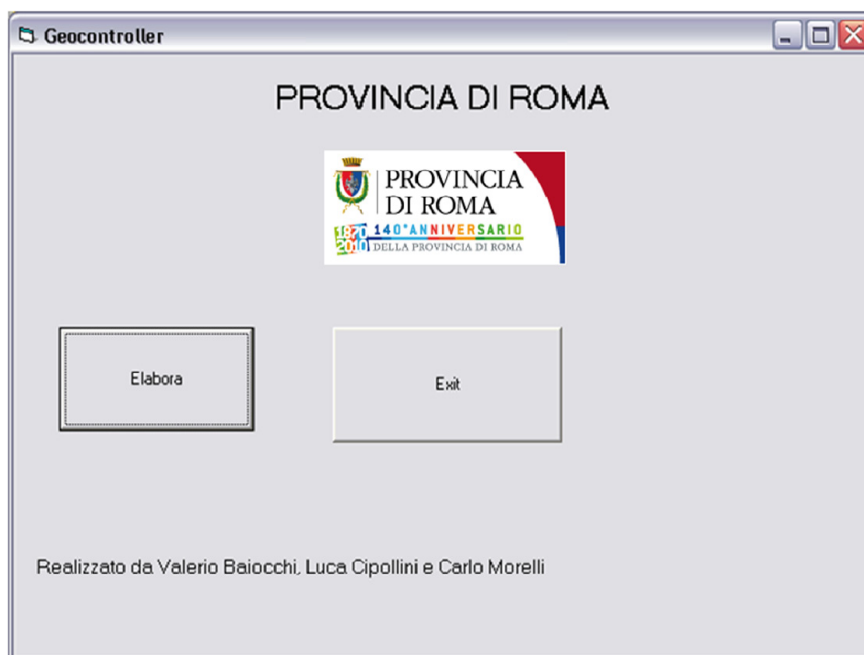 Geocontroller
PROVINCIA DI ROMA
PROVINCIA
DI ROMA
1870 140°ANNIVERSARIO
2010 DELLA PROVINCIA DI ROMA
Elabora
Exit
Realizzato da Valerio Baiocchi, Luca Cipollini e Carlo Morelli